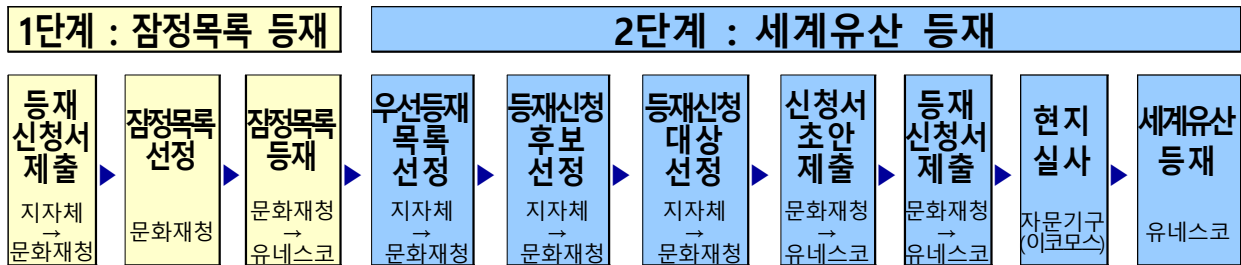 1단계 : 잠정목록 등재
2단계 : 세계유산 등재
등재
신청서
제출
지자체
→
문화재청
잠정목록
선정
문화재청
잠정목록
등재
문화재청
→
유네스코
우선등재
목록
선정
지자체
→
문화재청
등재신청
후보
선정
지자체
→
문화재청
등재신청
대상
선정
지자체
→
문화재청
신청서
초안
제출
문화재청
→
유네스코
등재
신청서
제출
문화재청
→
유네스코
현지
실사
자문기구
(이코모스)
세계유산
등재
유네스코